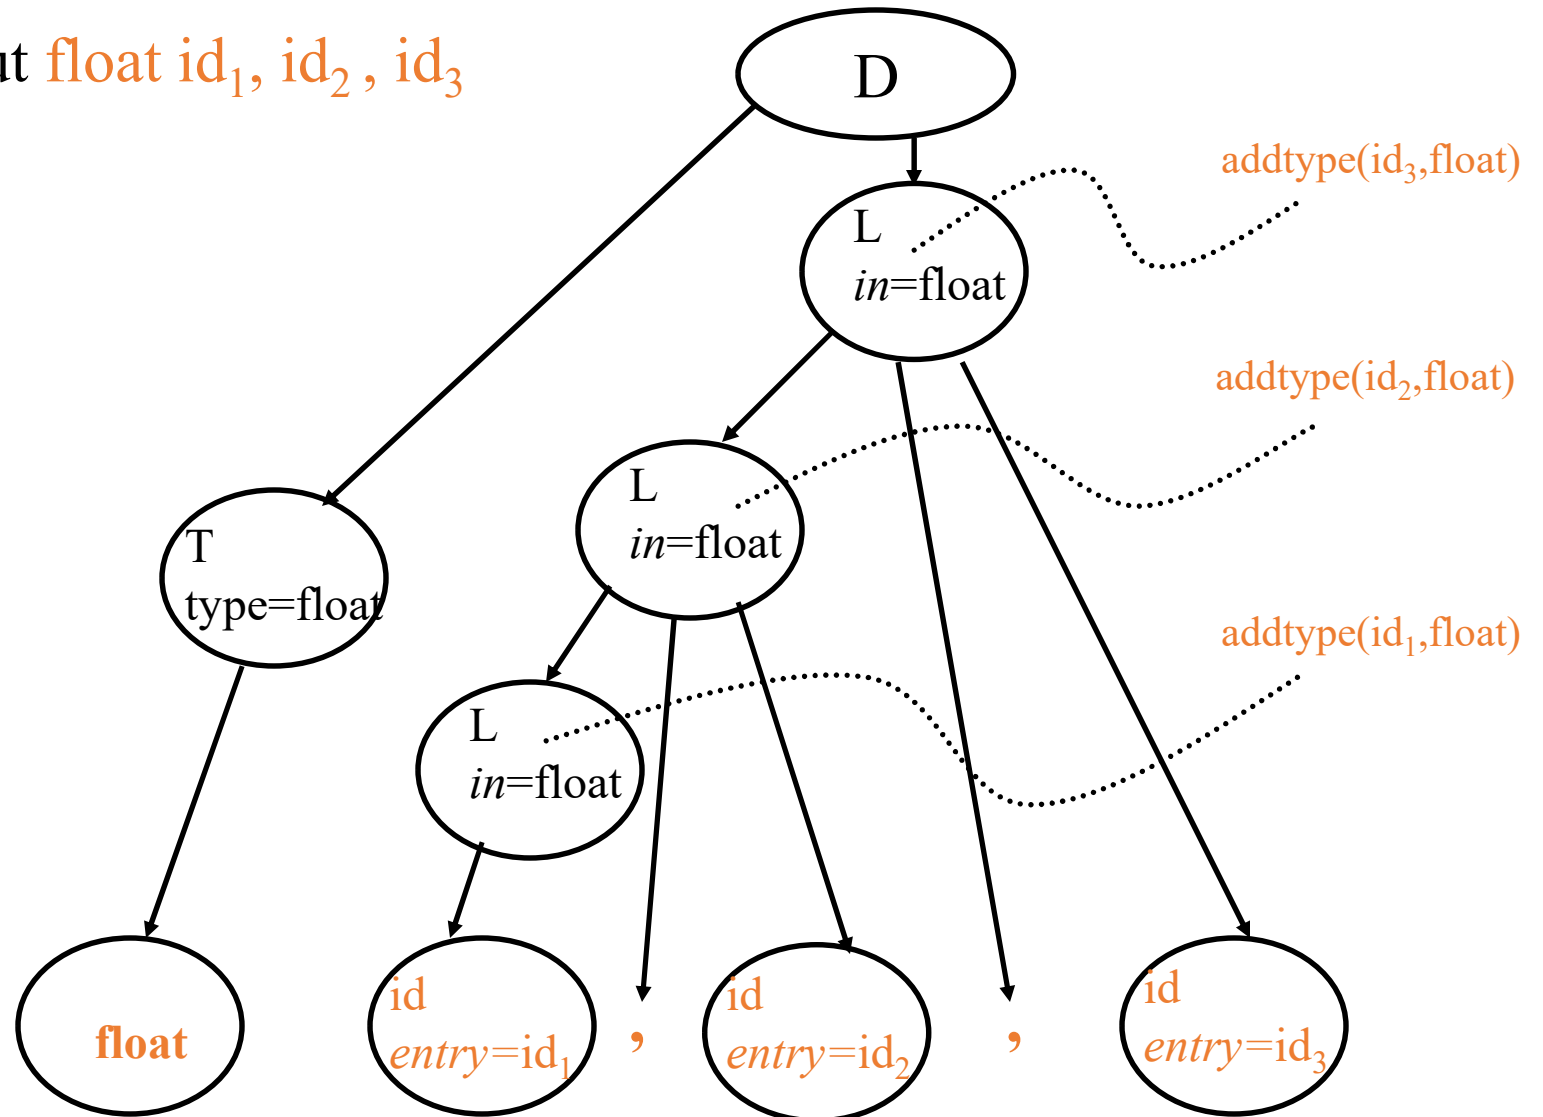 ut float id₁, id₂ , id₃
D
addtype(id₃,float)
L
in=float
addtype(id₂,float)
L
in=float
T
type=float
addtype(id₁,float)
L
in=float
float
id
entry=id₁
,
id
entry=id₂
,
id
entry=id₃